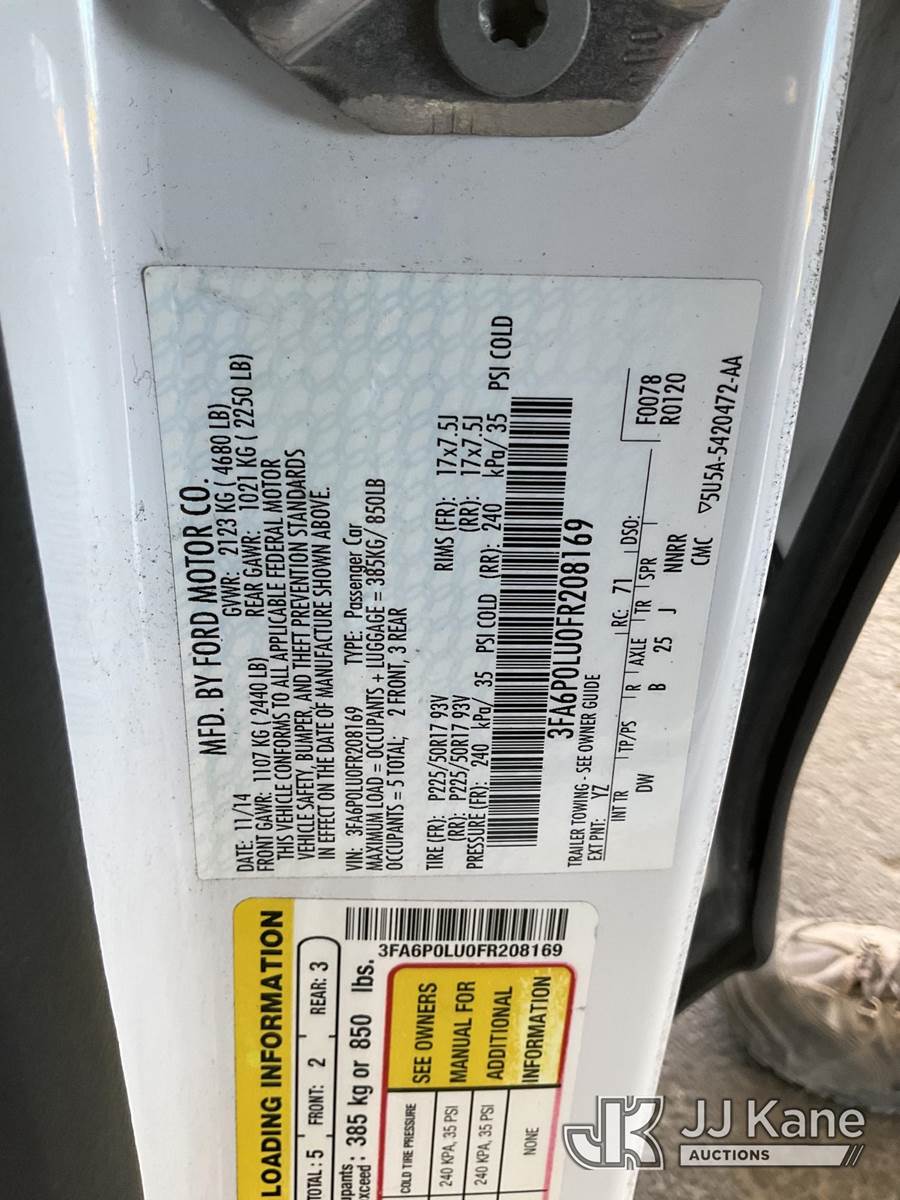 MFD. BY FORD MOTOR CO.
DATE: 11/14 GVWR: 2123 KG ( 4680 LB)
FRONT GAWR: 1107 KG ( 2440 LB) REAR GAWR: 1021 KG ( 2250 LB)
THIS VEHICLE CONFORMS TO ALL APPLICABLE FEDERAL MOTOR
VEHICLE SAFETY, BUMPER, AND THEFT PREVENTION STANDARDS
IN EFFECT ON THE DATE OF MANUFACTURE SHOWN ABOVE.
VIN: 3FA6P0LU0FR208169 TYPE: Passenger Car
MAXIMUM LOAD = OCCUPANTS + LUGGAGE = 385KG/ 850LB
OCCUPANTS = 5 TOTAL; 2 FRONT, 3 REAR
TIRE (FR): P225/50R17 93V RIMS (FR): 17x7.5J
(RR): P225/50R17 93V (RR): 17x7.5J
PRESSURE (FR): 240 kPa/ 35 PSI COLD (RR): 240 kPa/ 35 PSI COLD
3FA6P0LU0FR208169
TRAILER TOWING - SEE OWNER GUIDE
EXT PNT: YZ RC: 71 DSO:
INT TR TP/PS R AXLE TR SPR
DW B 25 J NNRR
F0078
R0120
CMC ▽5U5A-5420472-AA
LOADING INFORMATION
TOTAL: 5 FRONT: 2 REAR: 3
upants
xceed: 385 kg or 850 lbs.
3FA6P0LU0FR208169
COLD TIRE PRESSURE
240 KPA, 35 PSI
240 KPA, 35 PSI
NONE
SEE OWNERS
MANUAL FOR
ADDITIONAL
INFORMATION
JJ Kane
AUCTIONS